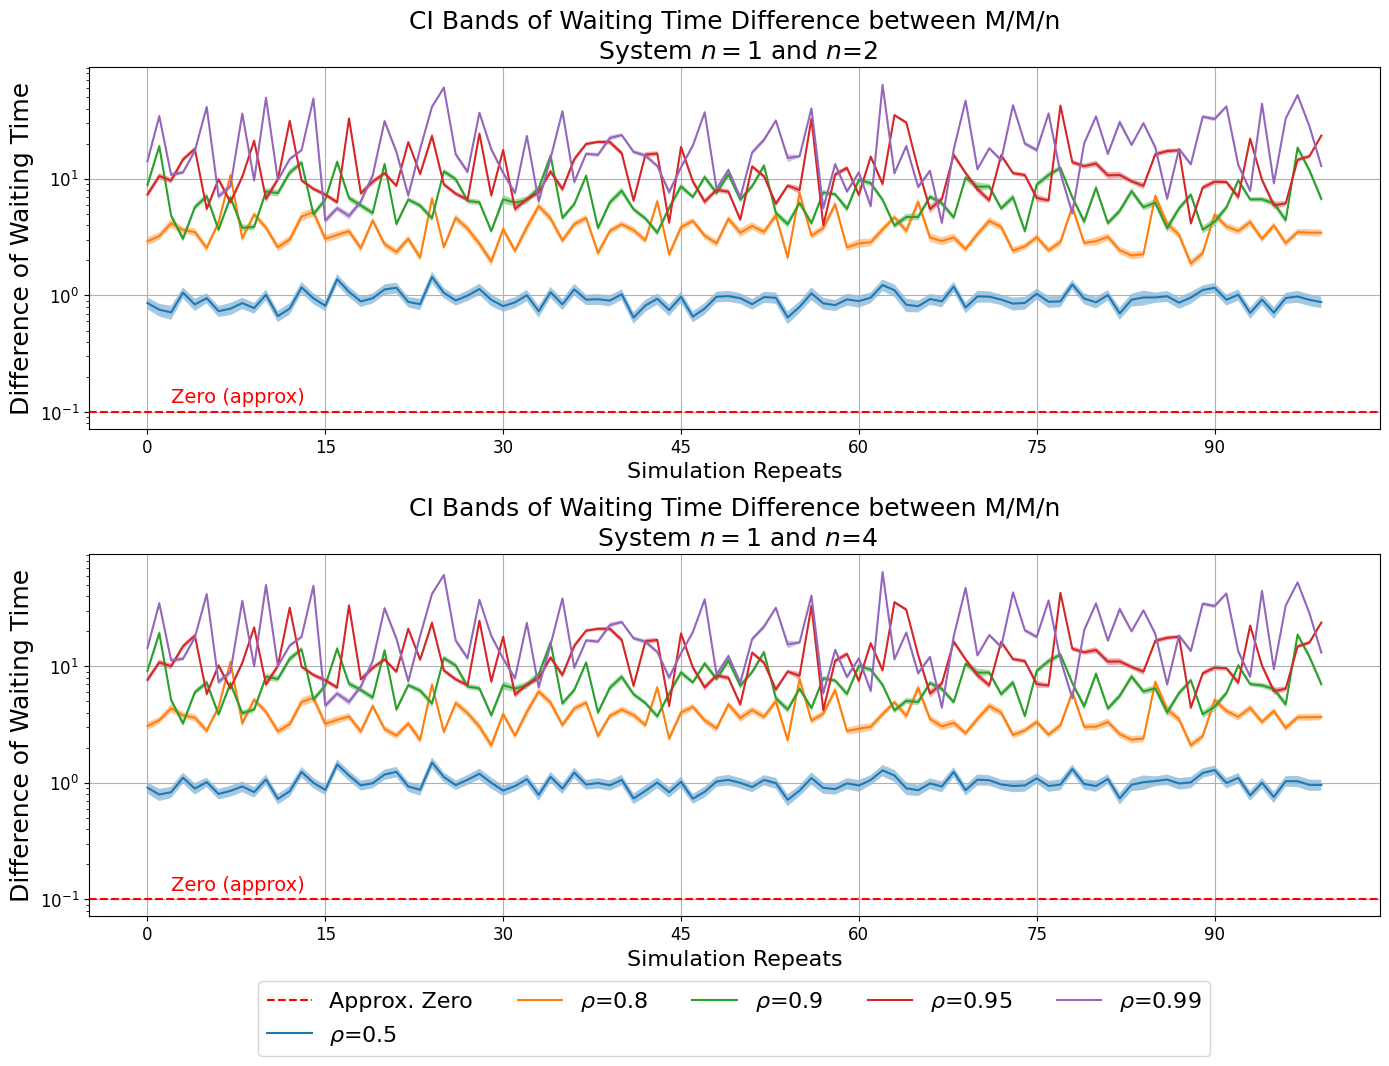 CI Bands of Waiting Time Difference between M/M/n
System n = 1 and n=2
Difference of Waiting Time
10¹
10⁰
10⁻¹
Zero (approx)
0 15 30 45 60 75 90
Simulation Repeats
CI Bands of Waiting Time Difference between M/M/n
System n = 1 and n=4
Difference of Waiting Time
10¹
10⁰
10⁻¹
Zero (approx)
0 15 30 45 60 75 90
Simulation Repeats
Approx. Zero ρ=0.8 ρ=0.9 ρ=0.95 ρ=0.99
ρ=0.5